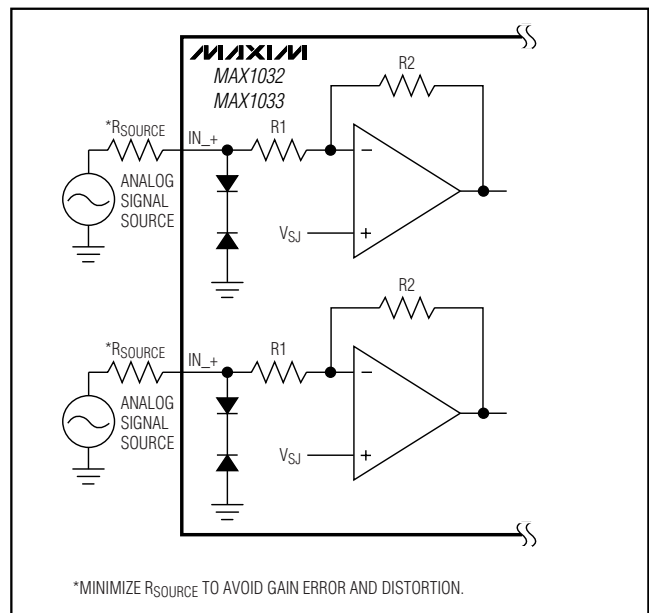 MAXIM
MAX1032
MAX1033
R2
*RSOURCE
IN_+
R1
ANALOG
SIGNAL
SOURCE
−
VSJ
+
R2
*RSOURCE
IN_+
R1
ANALOG
SIGNAL
SOURCE
−
VSJ
+
*MINIMIZE RSOURCE TO AVOID GAIN ERROR AND DISTORTION.